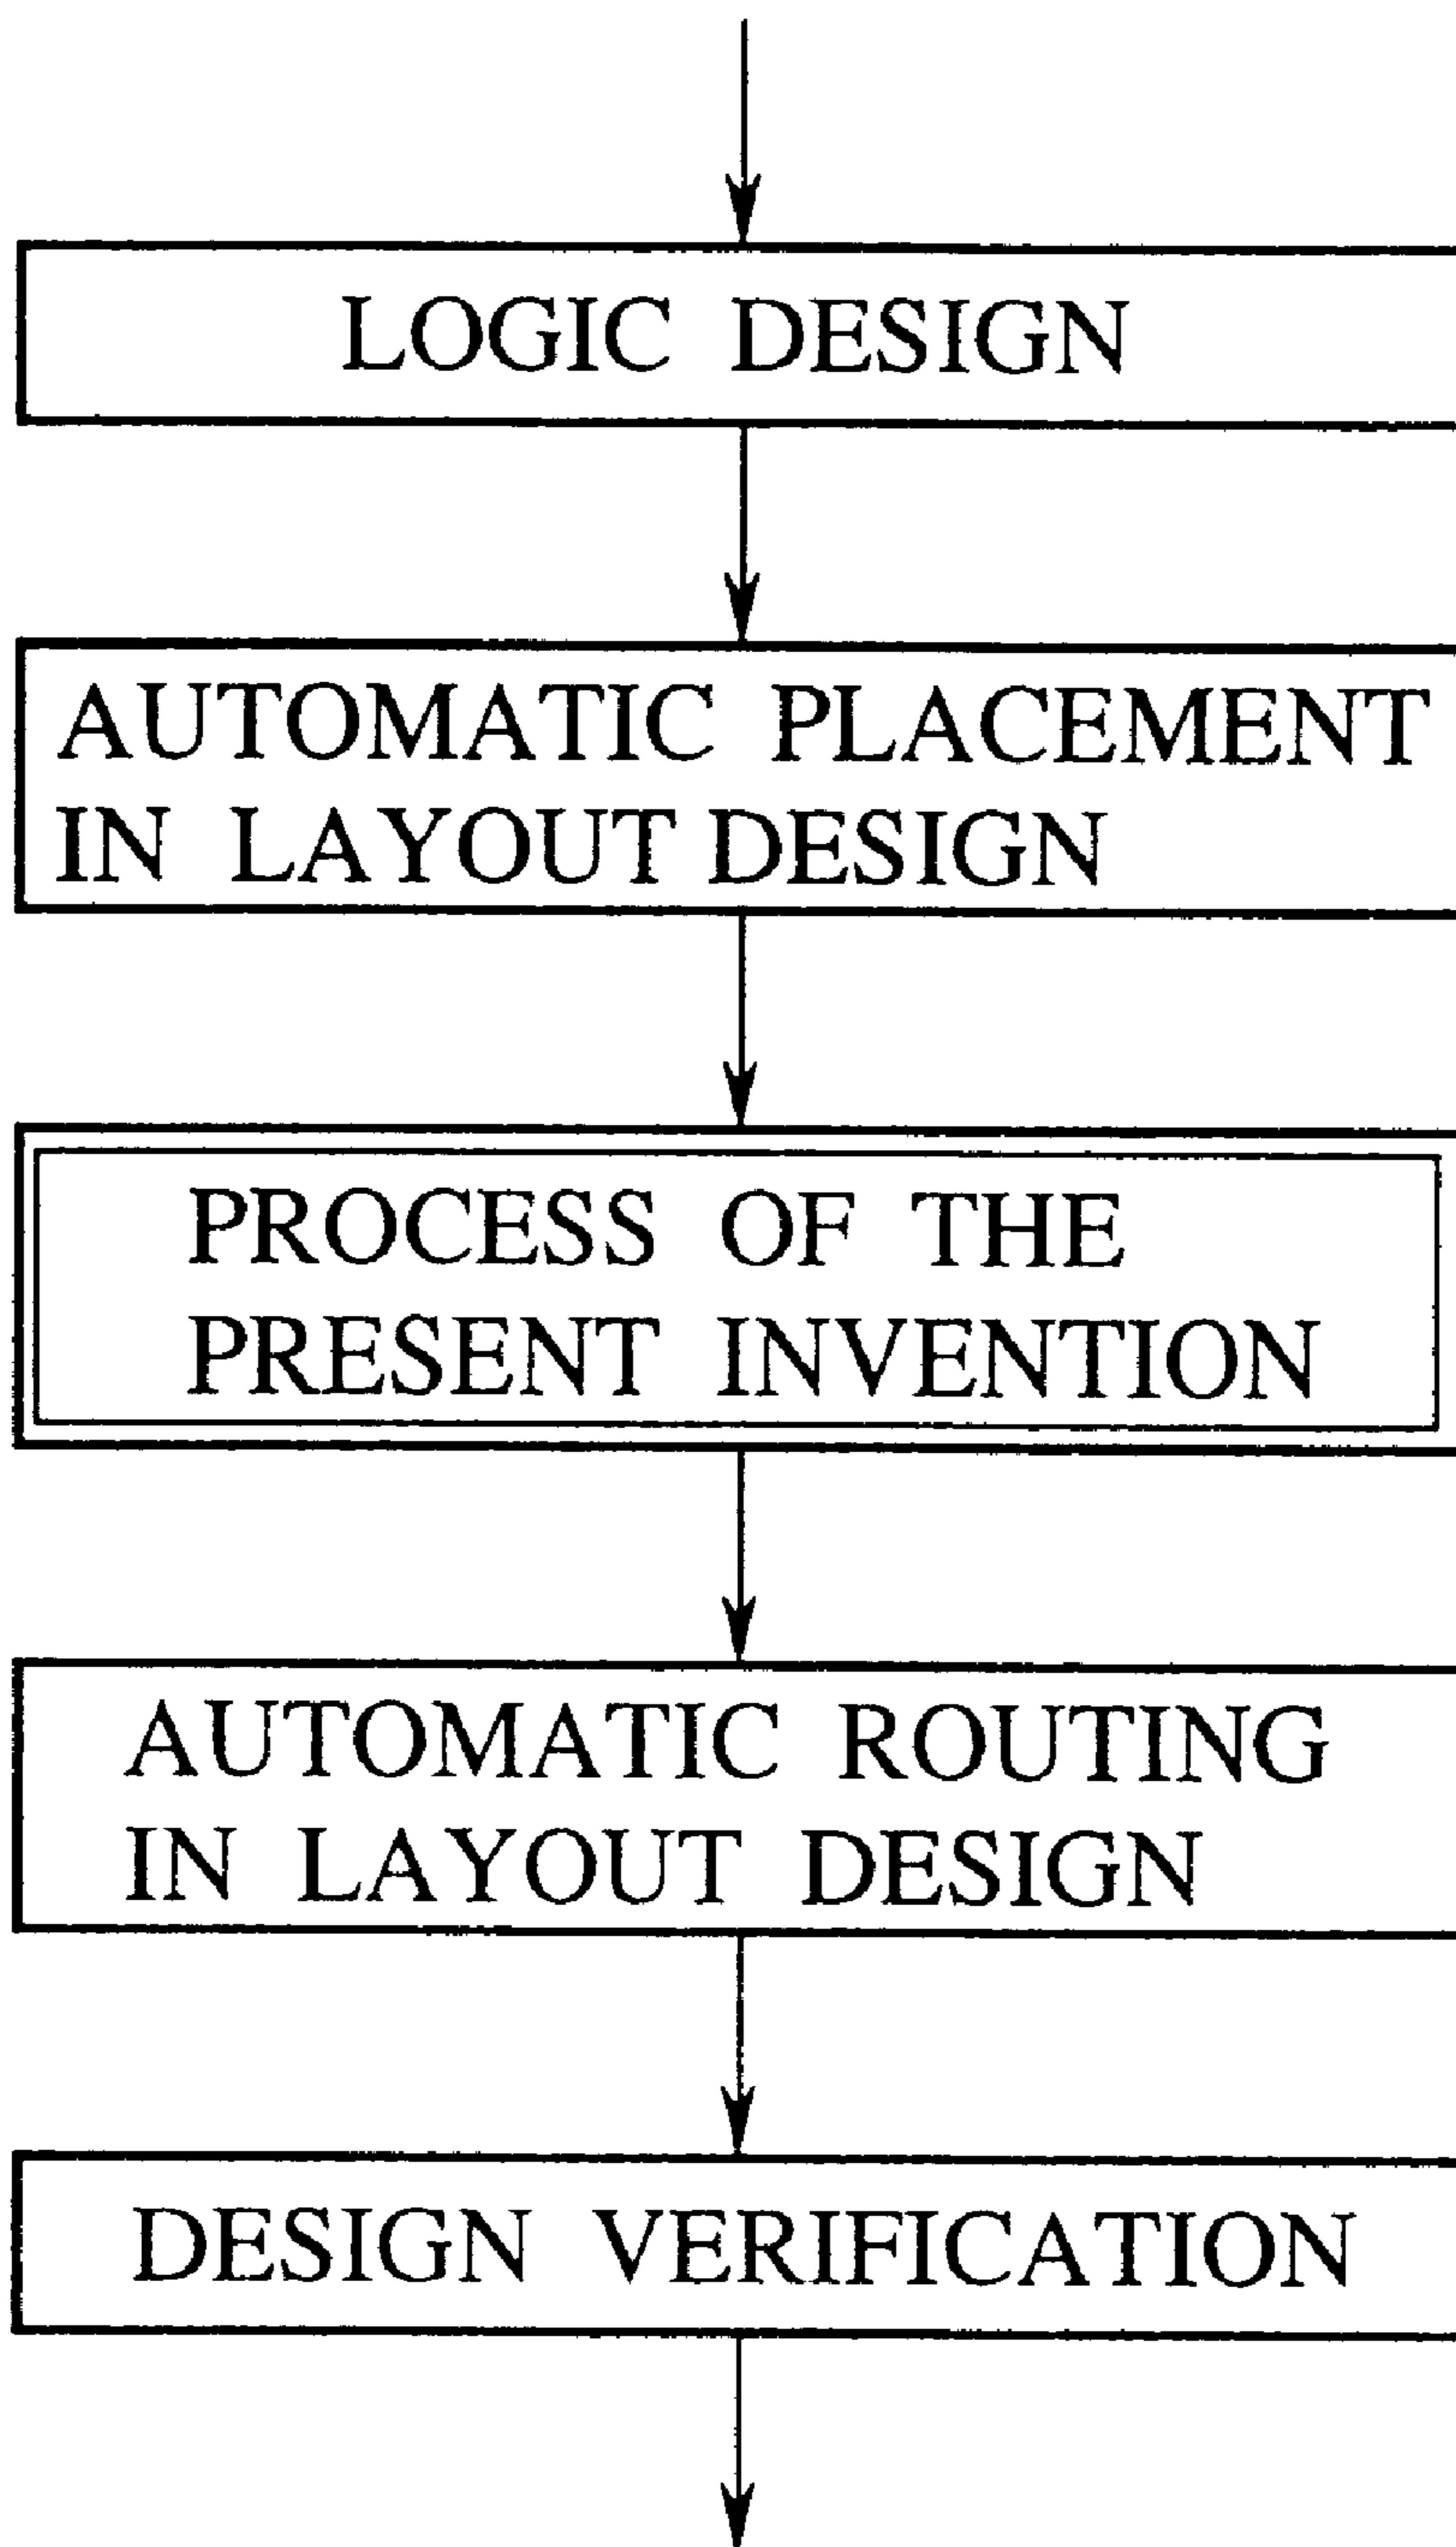 LOGIC DESIGN
AUTOMATIC PLACEMENT
IN LAYOUT DESIGN
PROCESS OF THE
PRESENT INVENTION
AUTOMATIC ROUTING
IN LAYOUT DESIGN
DESIGN VERIFICATION